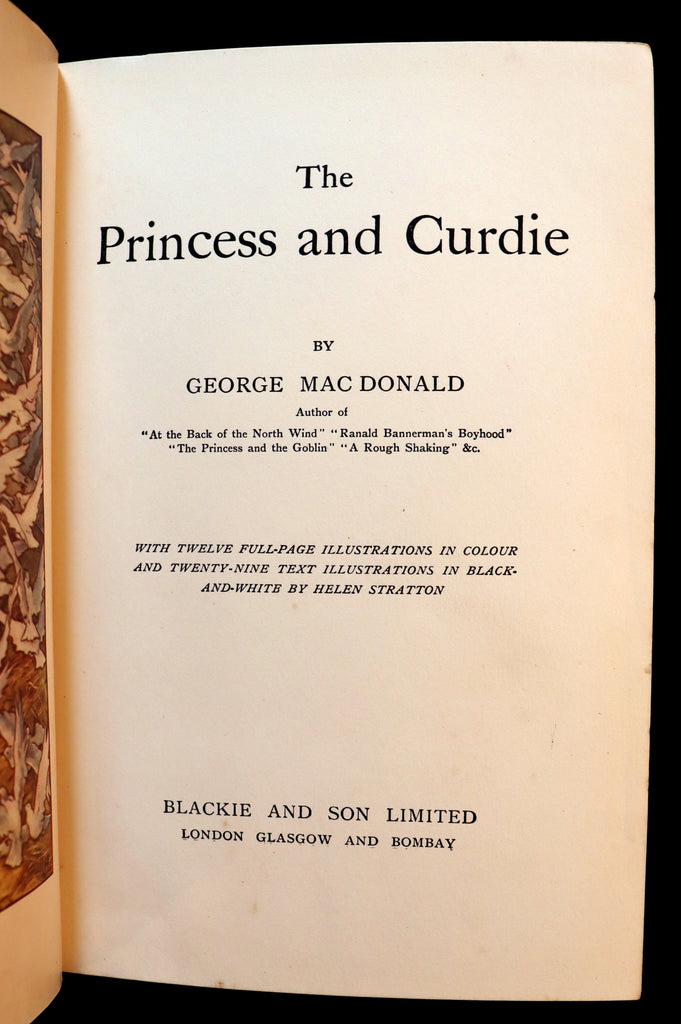 The
Princess and Curdie
BY
GEORGE MAC DONALD
Author of
"At the Back of the North Wind" "Ranald Bannerman's Boyhood"
"The Princess and the Goblin" "A Rough Shaking" &c.
WITH TWELVE FULL-PAGE ILLUSTRATIONS IN COLOUR
AND TWENTY-NINE TEXT ILLUSTRATIONS IN BLACK-
AND-WHITE BY HELEN STRATTON
BLACKIE AND SON LIMITED
LONDON GLASGOW AND BOMBAY